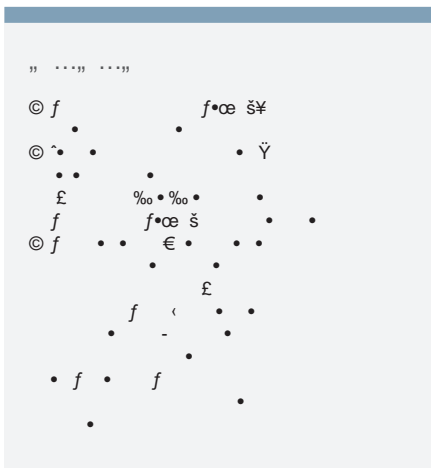 „ …„ …„
© ƒ ƒ•œ š¥
• •
© ˆ• • • Ÿ
• • •
£ ‰•‰• •
ƒ ƒ•œ š • •
© ƒ • • € • • •
• •
£
ƒ ‹ • •
• - •
•
• ƒ • ƒ
•
•